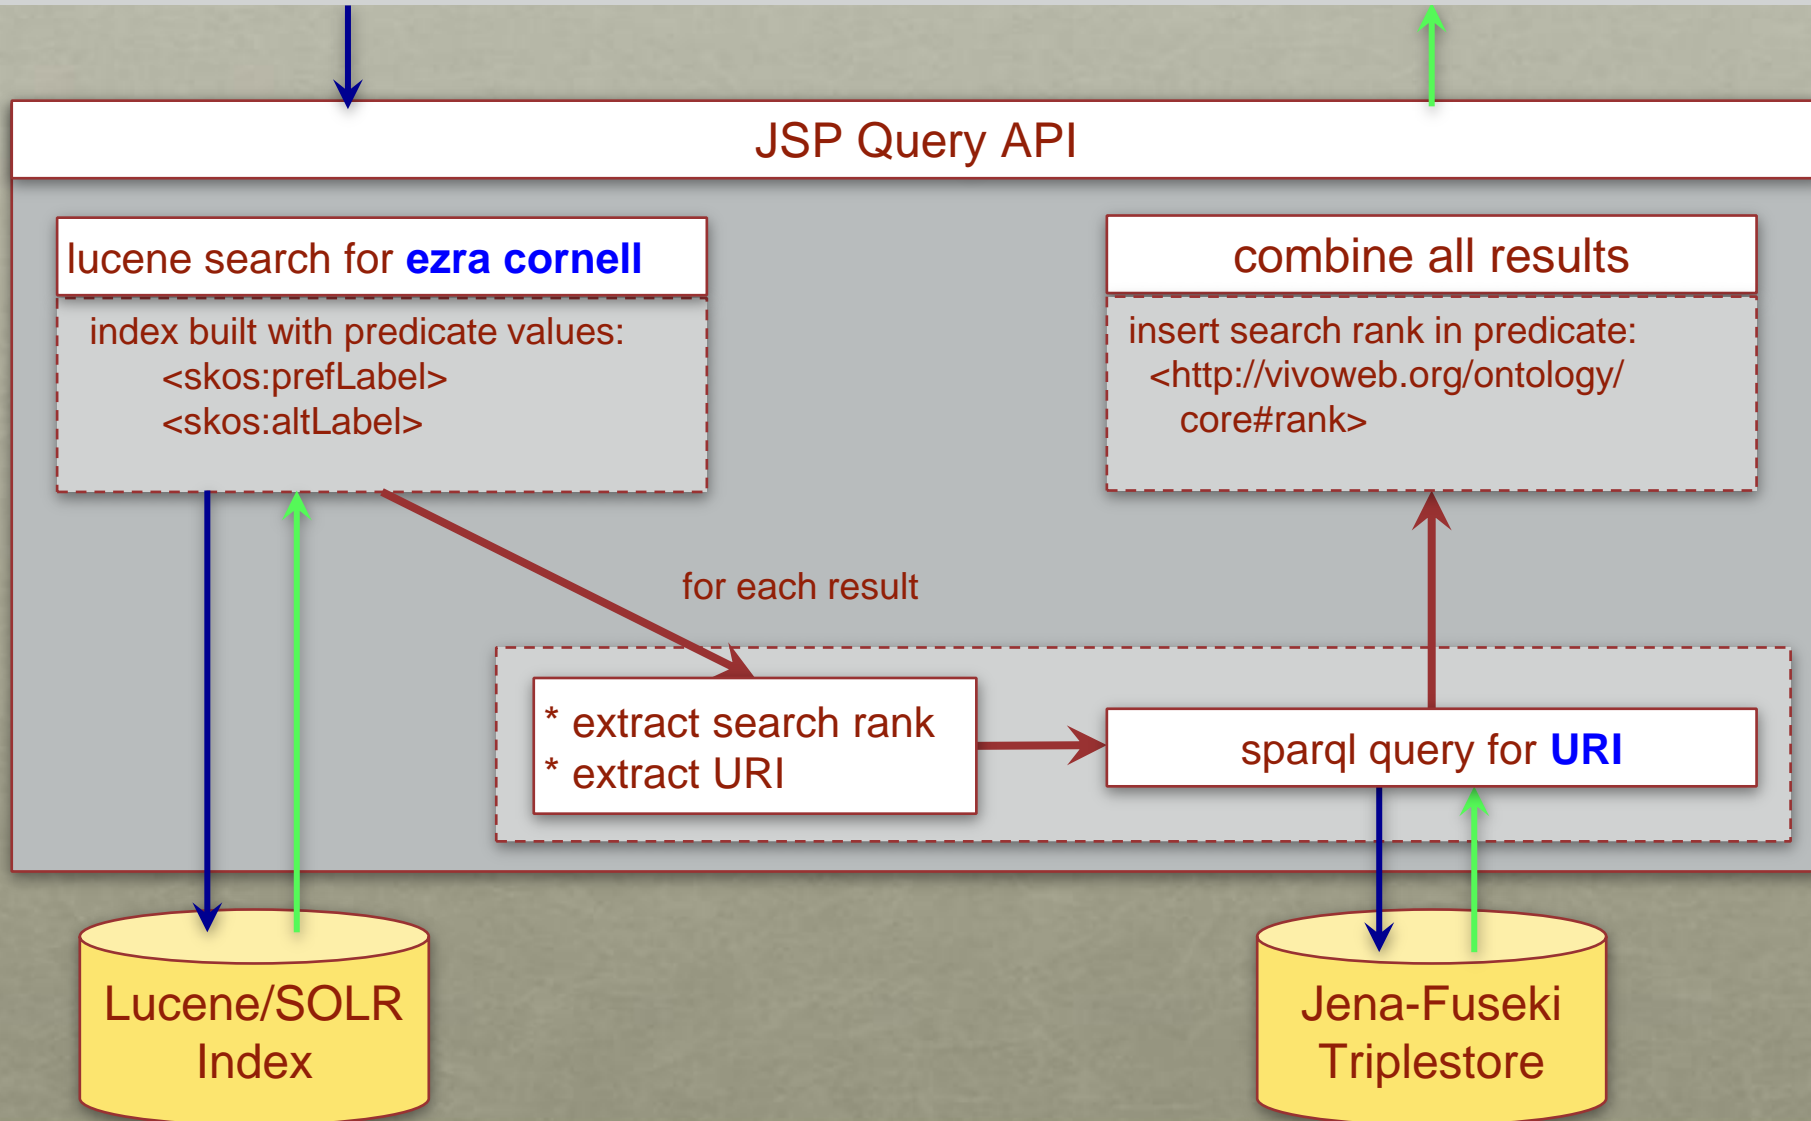 JSP Query API
lucene search for ezra cornell
index built with predicate values:
<skos:prefLabel>
<skos:altLabel>
combine all results
insert search rank in predicate:
<http://vivoweb.org/ontology/
core#rank>
for each result
* extract search rank
* extract URI
sparql query for URI
Lucene/SOLR
Index
Jena-Fuseki
Triplestore